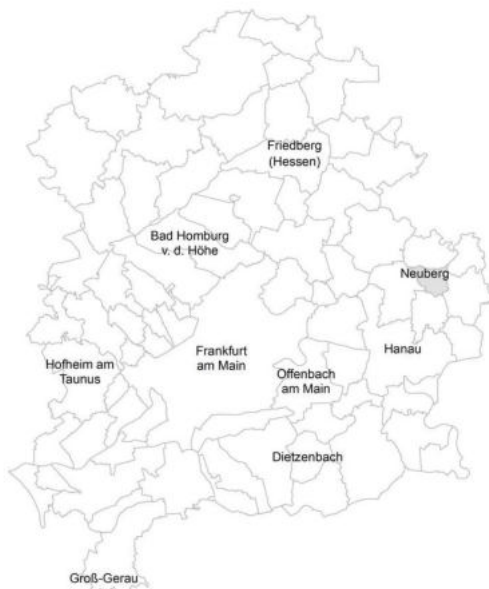 Friedberg
(Hessen)
Bad Homburg
v. d. Höhe
Neuberg
Hofheim am
Taunus
Frankfurt
am Main
Hanau
Offenbach
am Main
Dietzenbach
Groß-Gerau